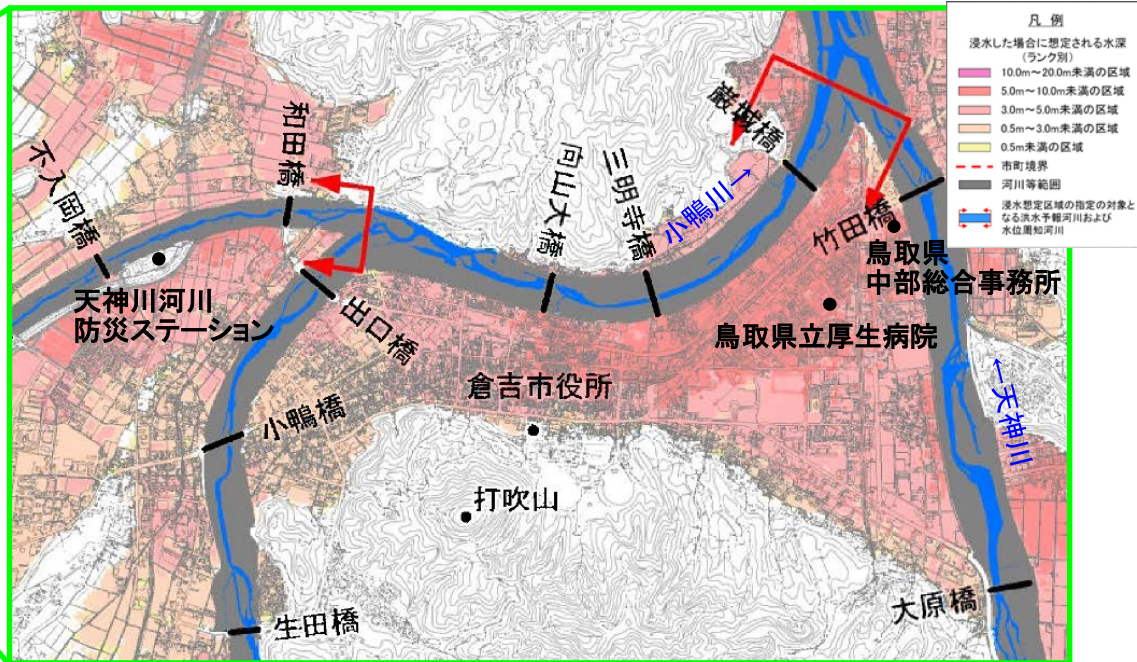 凡 例
浸水した場合に想定される水深
(ランク別)
10.0m～20.0m未満の区域
5.0m～10.0m未満の区域
3.0m～5.0m未満の区域
0.5m～3.0m未満の区域
0.5m未満の区域
市町境界
河川等範囲
浸水想定区域の指定の対象と
なる洪水予報河川および
水位周知河川
不入岡橋
和田橋
向山大橋
三明寺橋
小鴨川→
巌城橋
竹田橋
鳥取県
中部総合事務所
天神川河川
防災ステーション
出口橋
鳥取県立厚生病院
倉吉市役所
小鴨橋
←天神川
打吹山
大原橋
生田橋